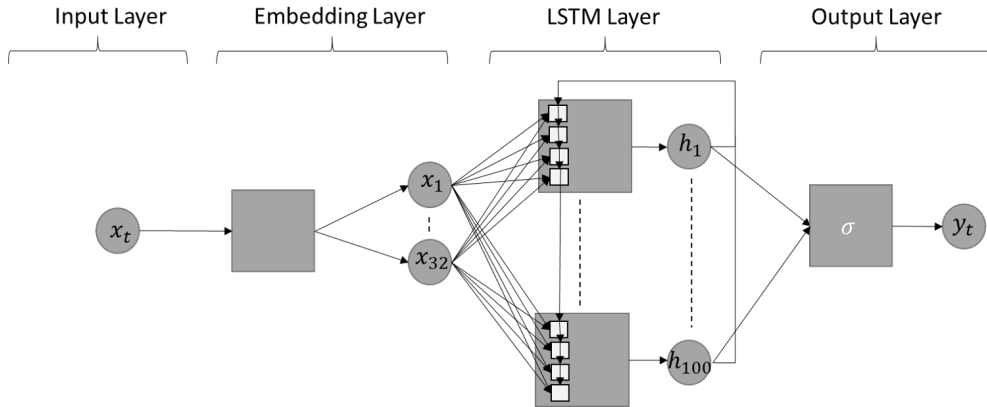 Input Layer
Embedding Layer
LSTM Layer
Output Layer
x_t
x_1
x_32
h_1
h_100
σ
y_t